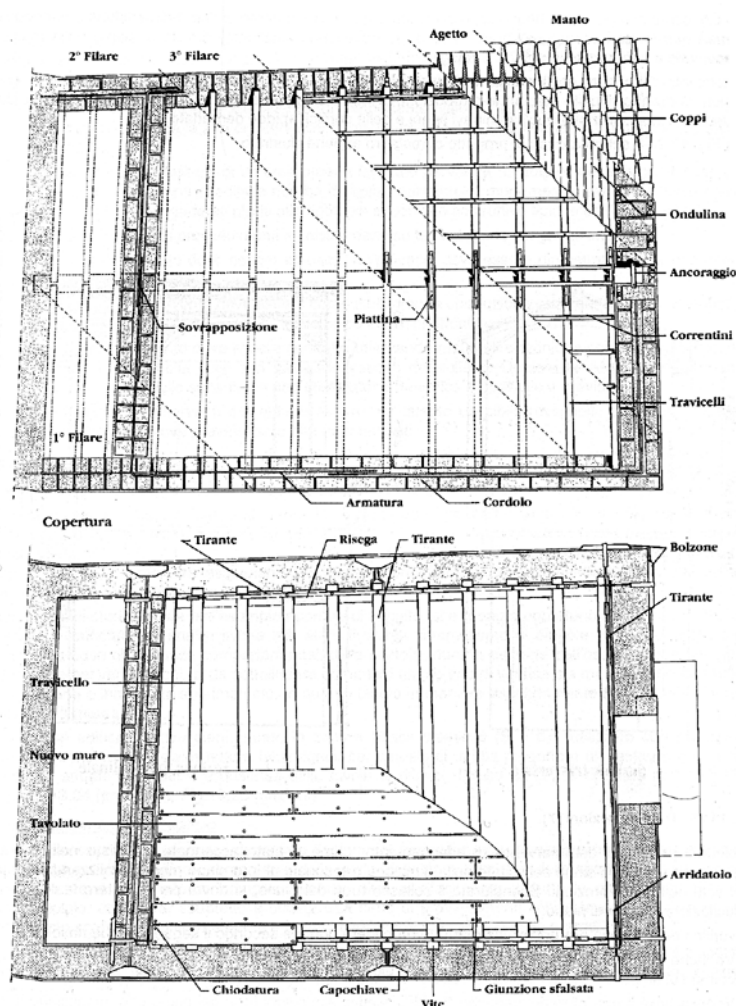 Manto
Agetto
2° Filare
3° Filare
Coppi
Ondulina
Ancoraggio
Piattina
Sovrapposizione
Correntini
Travicelli
1° Filare
Armatura
Cordolo
Copertura
Tirante
Risega
Tirante
Bolzone
Tirante
Travicello
Nuovo muro
Tavolato
Arridatoio
Chiodatura
Capochiave
Giunzione sfalsata
Vite